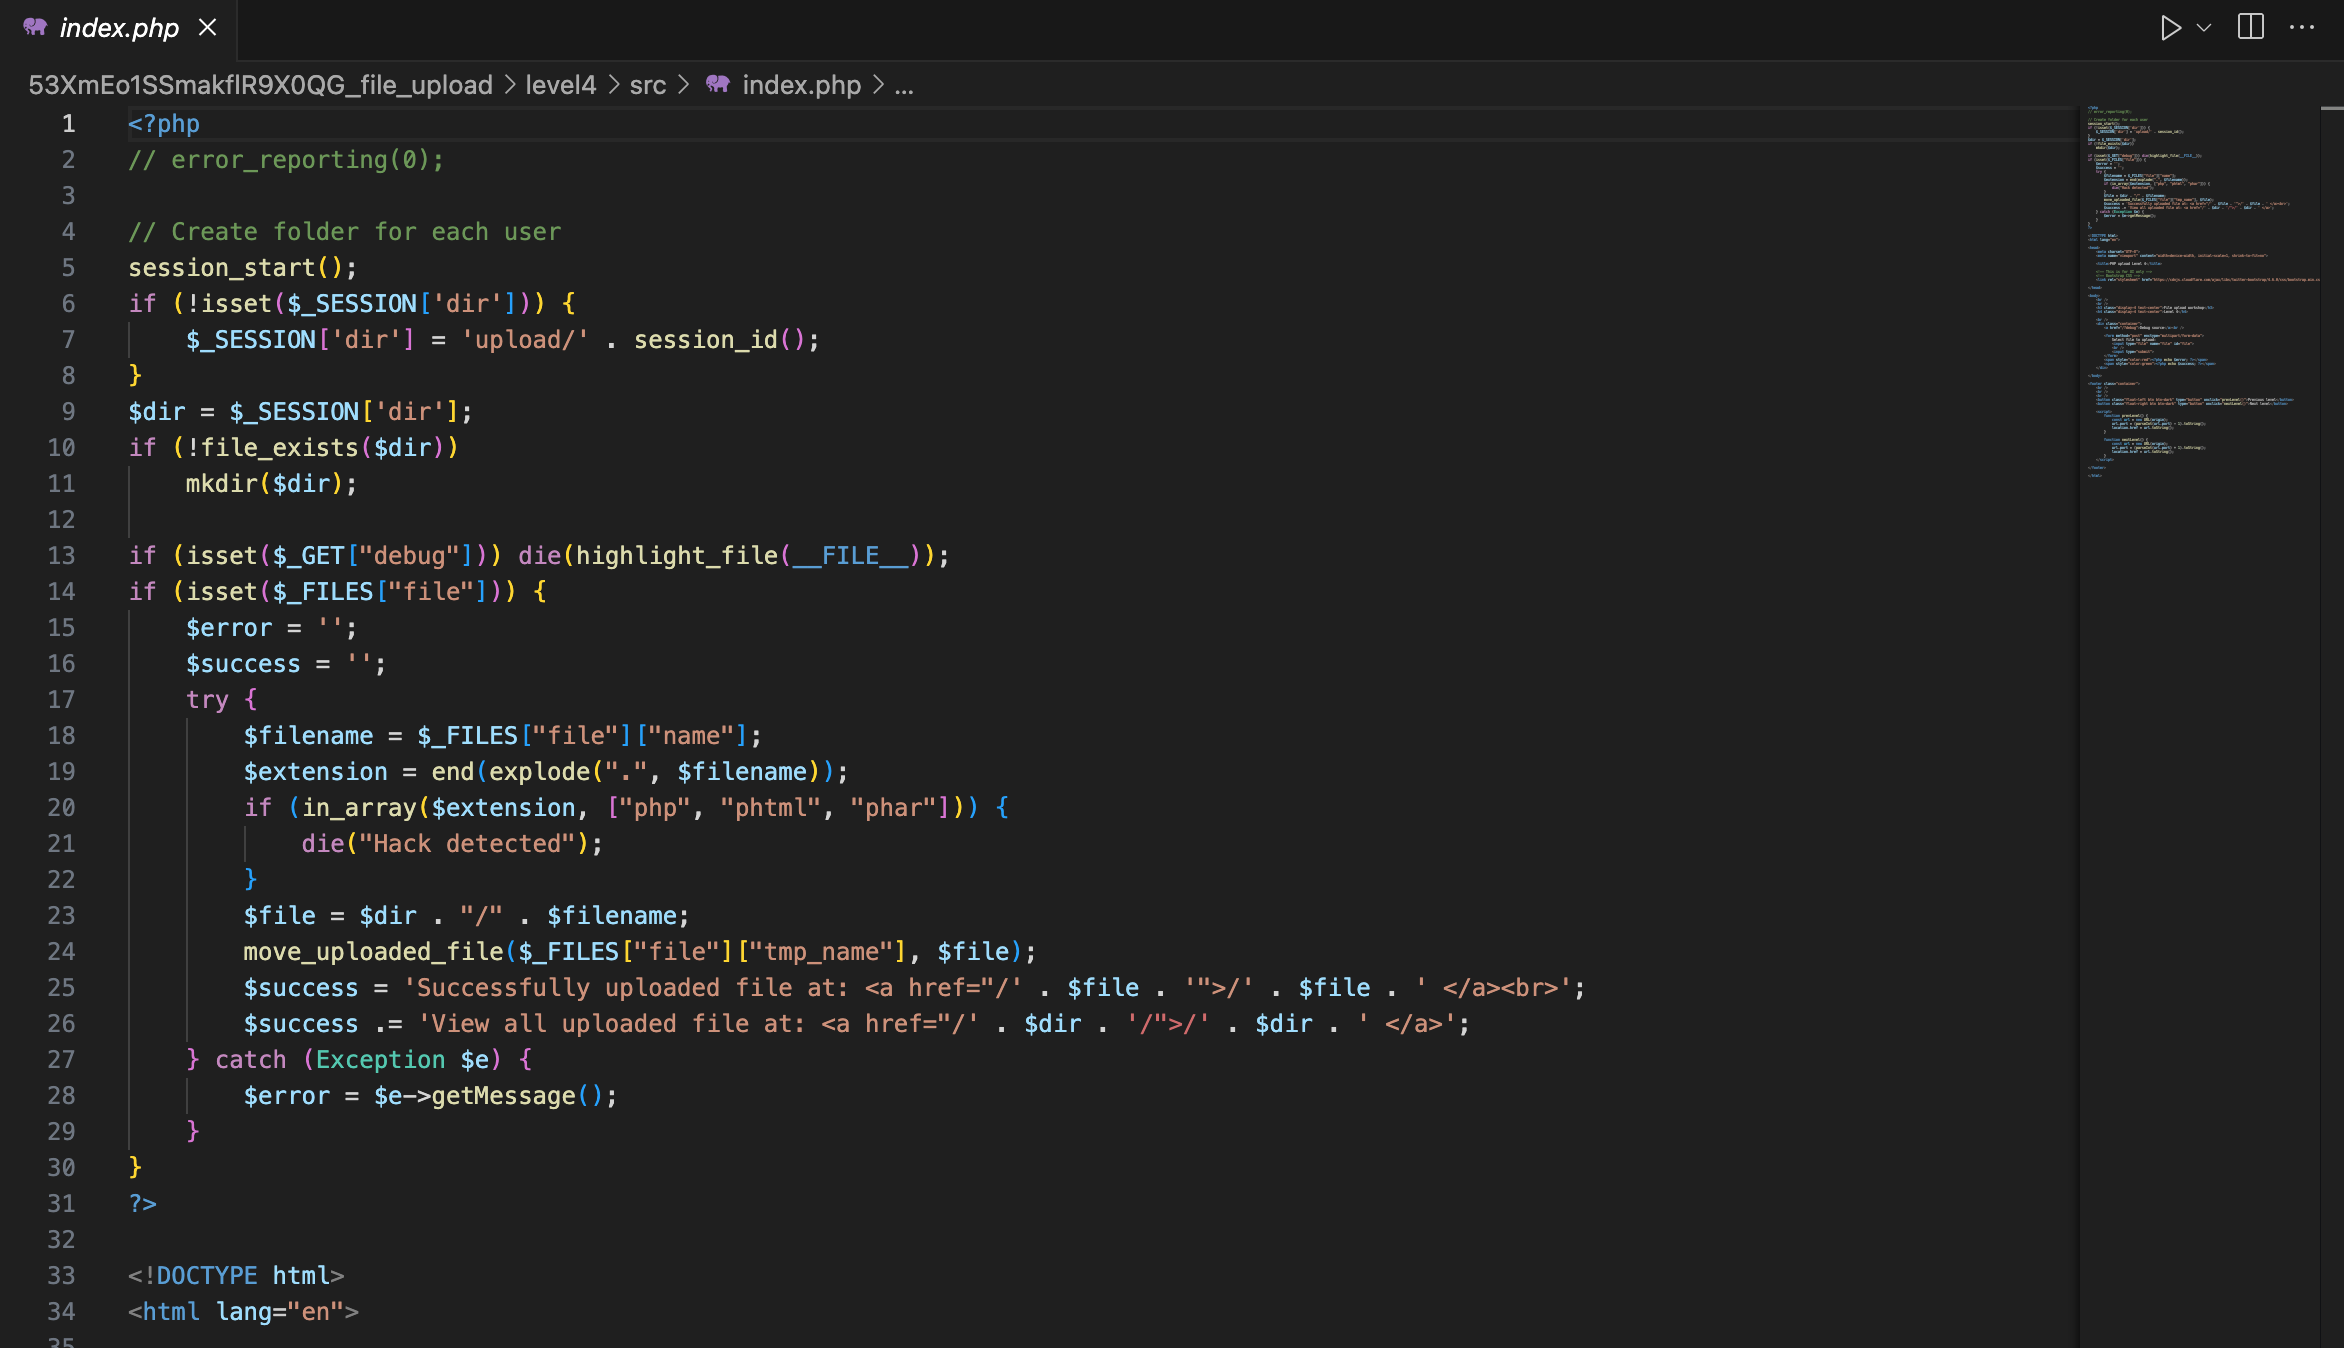 index.php
53XmEo1SSmakflR9X0QG_file_upload > level4 > src > index.php > ...
1 <?php
2 // error_reporting(0);
3
4 // Create folder for each user
5 session_start();
6 if (!isset($_SESSION['dir'])) {
7     $_SESSION['dir'] = 'upload/' . session_id();
8 }
9 $dir = $_SESSION['dir'];
10 if (!file_exists($dir))
11     mkdir($dir);
12
13 if (isset($_GET["debug"])) die(highlight_file(__FILE__));
14 if (isset($_FILES["file"])) {
15     $error = '';
16     $success = '';
17     try {
18         $filename = $_FILES["file"]["name"];
19         $extension = end(explode(".", $filename));
20         if (in_array($extension, ["php", "phtml", "phar"])) {
21             die("Hack detected");
22         }
23         $file = $dir . "/" . $filename;
24         move_uploaded_file($_FILES["file"]["tmp_name"], $file);
25         $success = 'Successfully uploaded file at: <a href="/' . $file . '">/' . $file . ' </a><br>';
26         $success .= 'View all uploaded file at: <a href="/' . $dir . '/">/' . $dir . ' </a>';
27     } catch (Exception $e) {
28         $error = $e->getMessage();
29     }
30 }
31 ?>
32
33 <!DOCTYPE html>
34 <html lang="en">
35